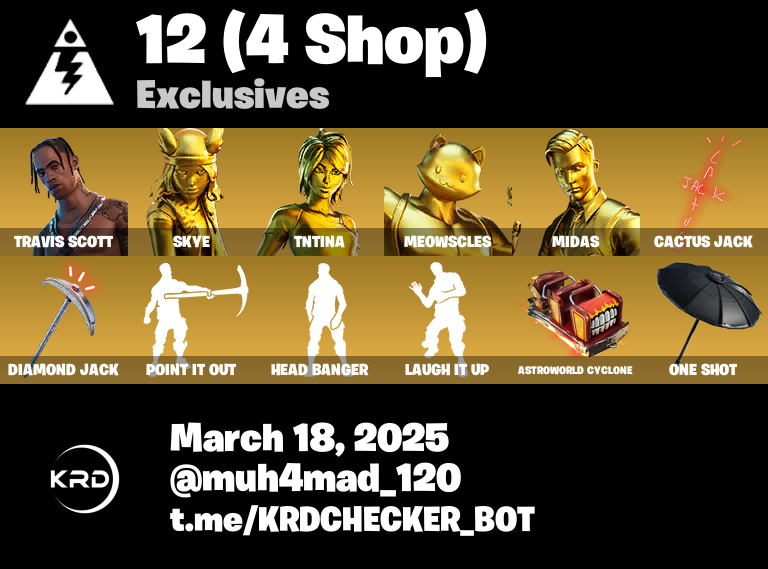 12 (4 Shop)
Exclusives
TRAVIS SCOTT
SKYE
TNTINA
MEOWSCLES
MIDAS
CACTUS JACK
DIAMOND JACK
POINT IT OUT
HEAD BANGER
LAUGH IT UP
ASTROWORLD CYCLONE
ONE SHOT
KRD
March 18, 2025
@muh4mad_120
t.me/KRDCHECKER_BOT